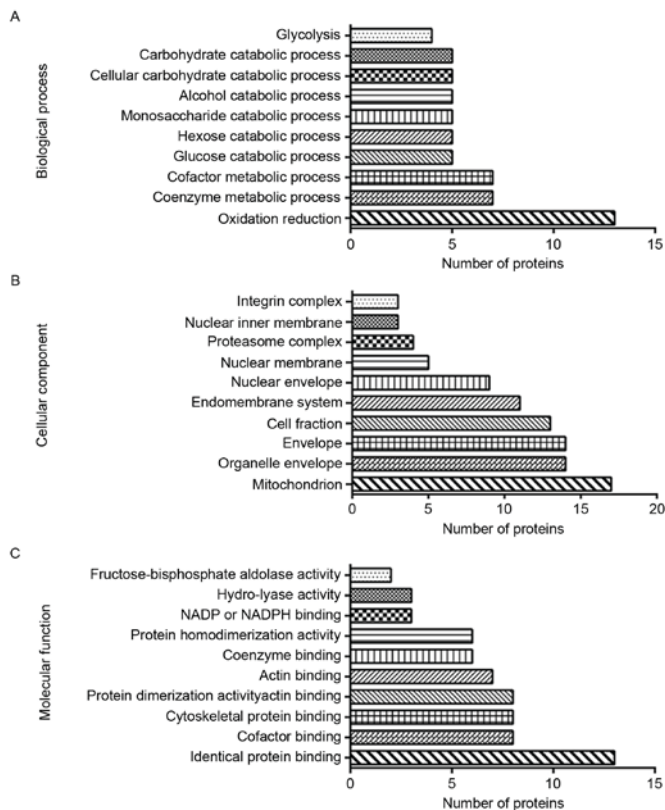 A
Biological process
Glycolysis
Carbohydrate catabolic process
Cellular carbohydrate catabolic process
Alcohol catabolic process
Monosaccharide catabolic process
Hexose catabolic process
Glucose catabolic process
Cofactor metabolic process
Coenzyme metabolic process
Oxidation reduction
0 5 10 15
Number of proteins
B
Cellular component
Integrin complex
Nuclear inner membrane
Proteasome complex
Nuclear membrane
Nuclear envelope
Endomembrane system
Cell fraction
Envelope
Organelle envelope
Mitochondrion
0 5 10 15 20
Number of proteins
C
Molecular function
Fructose-bisphosphate aldolase activity
Hydro-lyase activity
NADP or NADPH binding
Protein homodimerization activity
Coenzyme binding
Actin binding
Protein dimerization activityactin binding
Cytoskeletal protein binding
Cofactor binding
Identical protein binding
0 5 10 15
Number of proteins